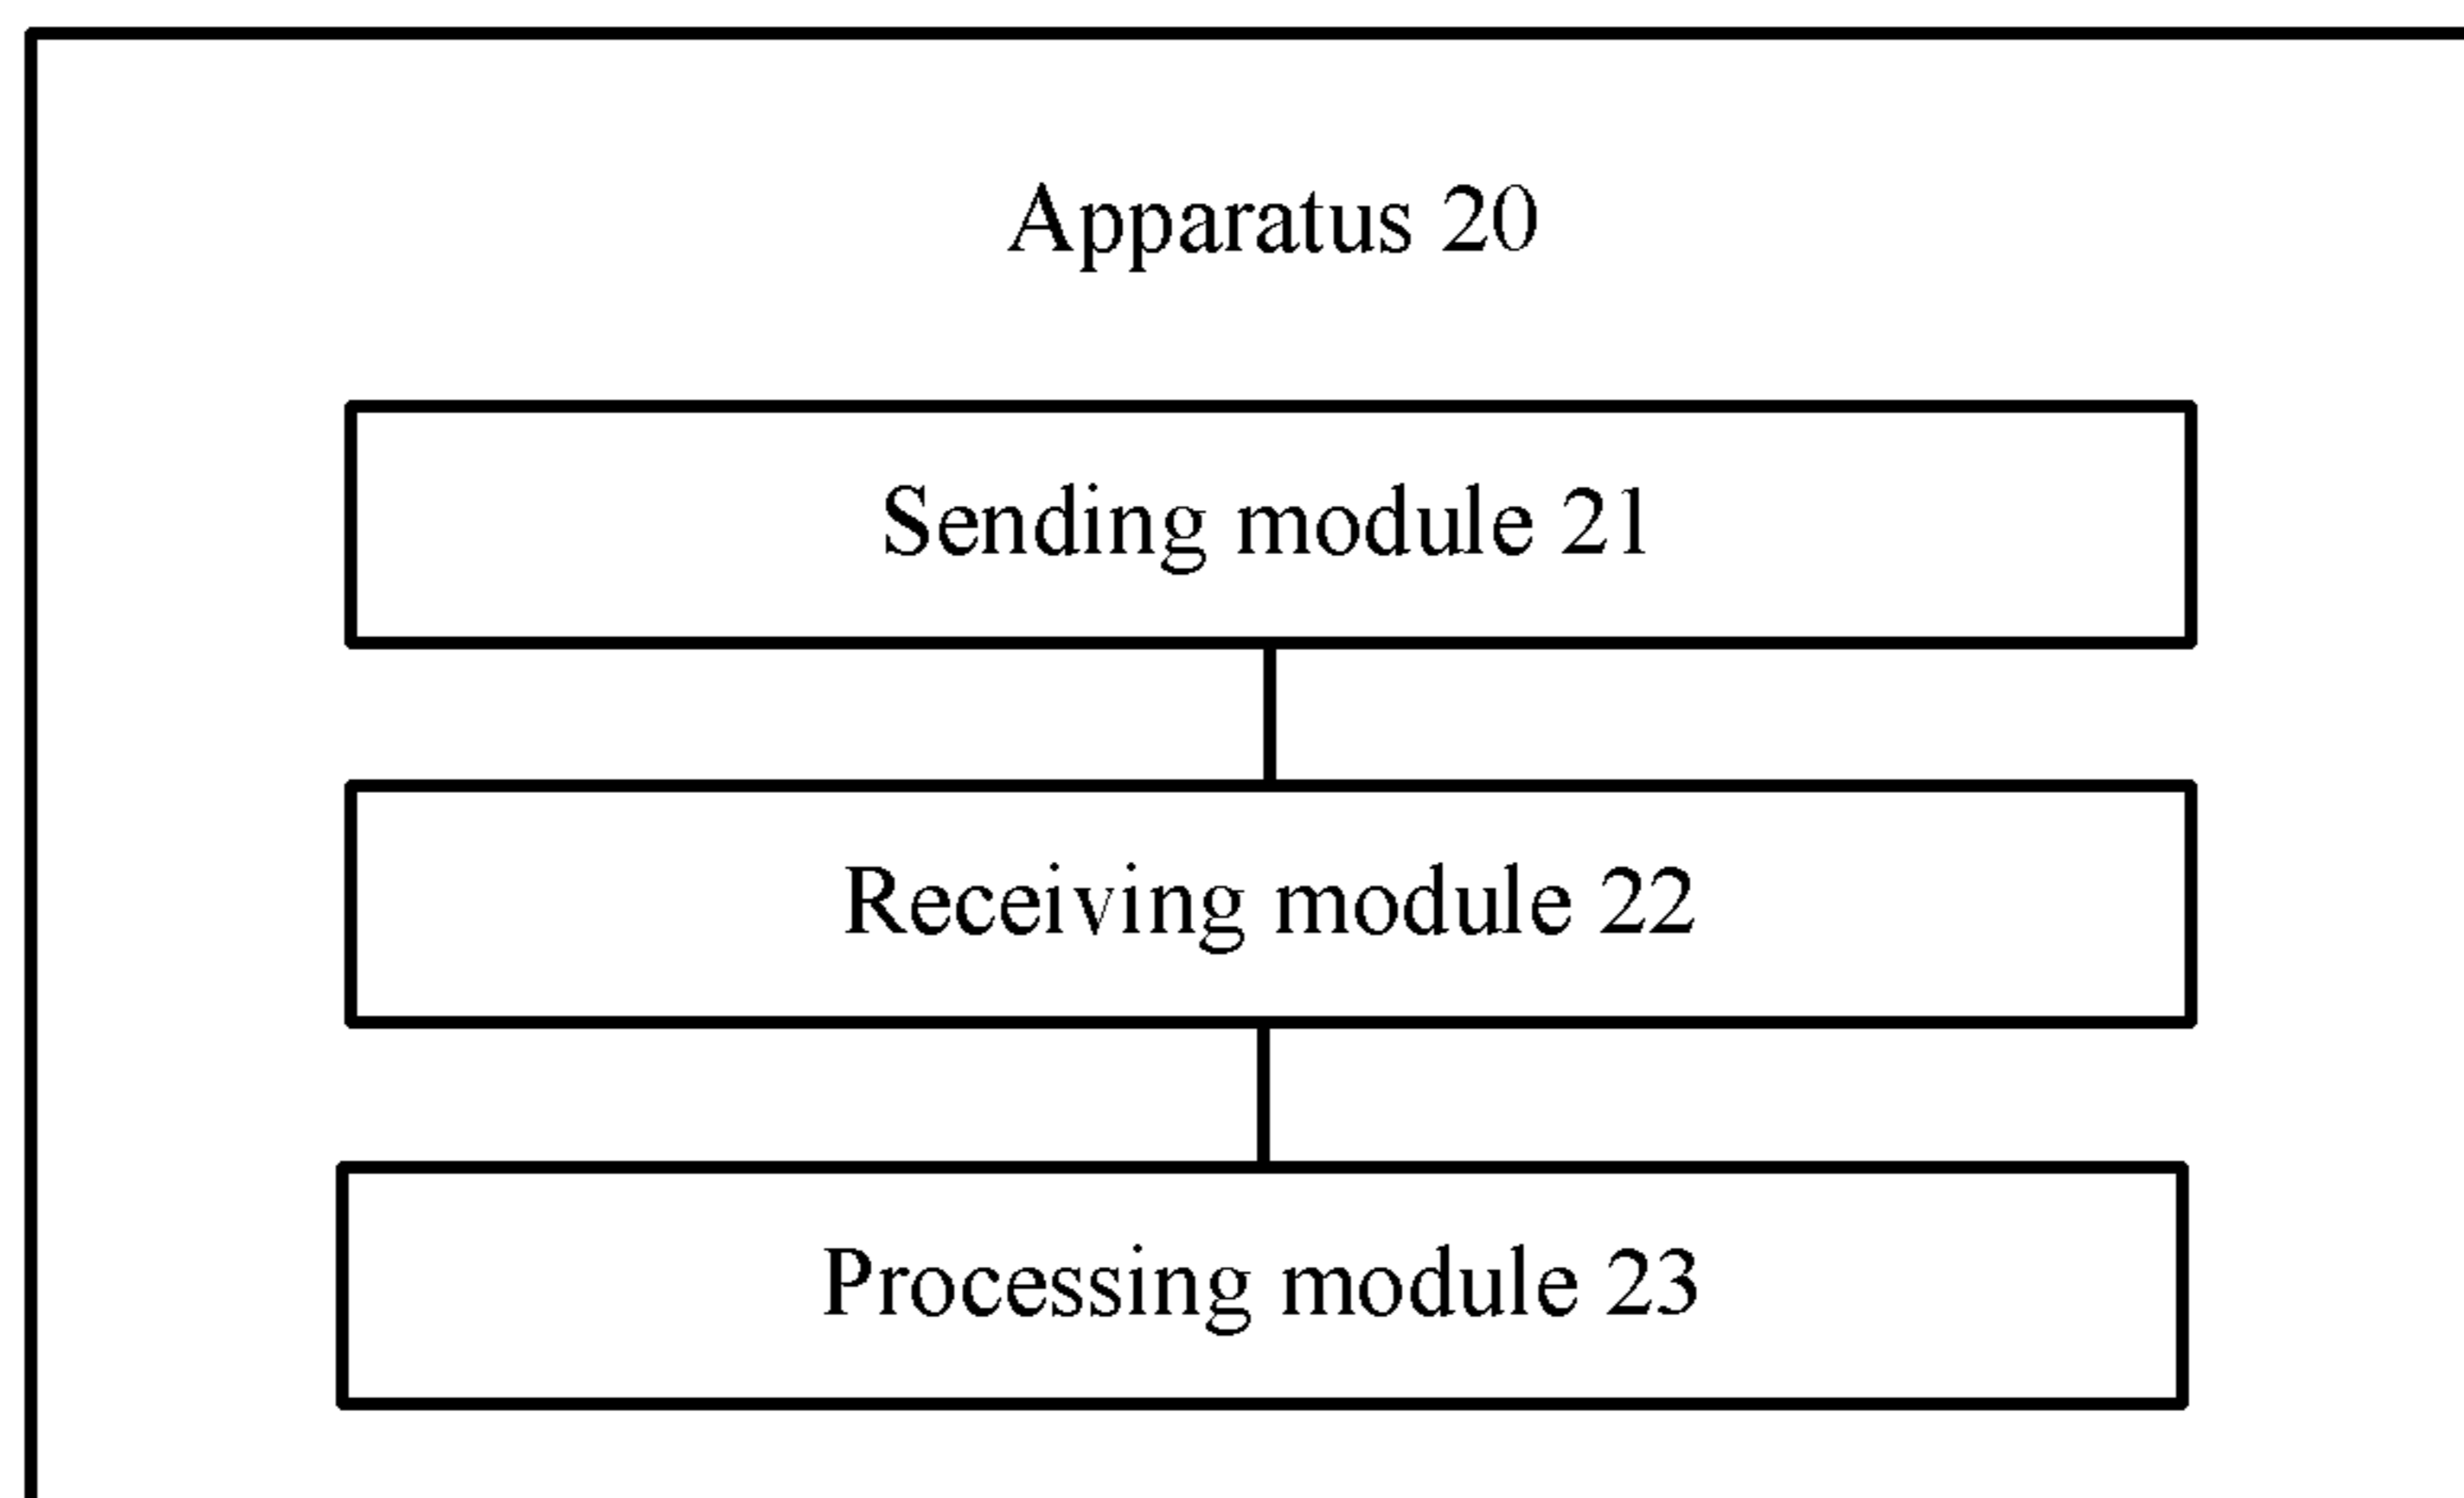 Apparatus 20
Sending module 21
Receiving module 22
Processing module 23